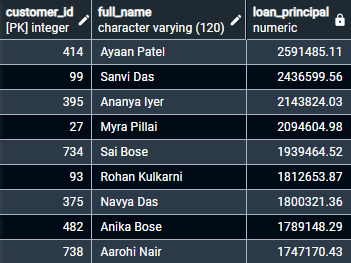 customer_id full_name loan_principal
[PK] integer character varying (120) numeric
414 Ayaan Patel 2591485.11
99 Sanvi Das 2436599.56
395 Ananya Iyer 2143824.03
27 Myra Pillai 2094604.98
734 Sai Bose 1939464.52
93 Rohan Kulkarni 1812653.87
375 Navya Das 1800321.36
482 Anika Bose 1789148.29
738 Aarohi Nair 1747170.43